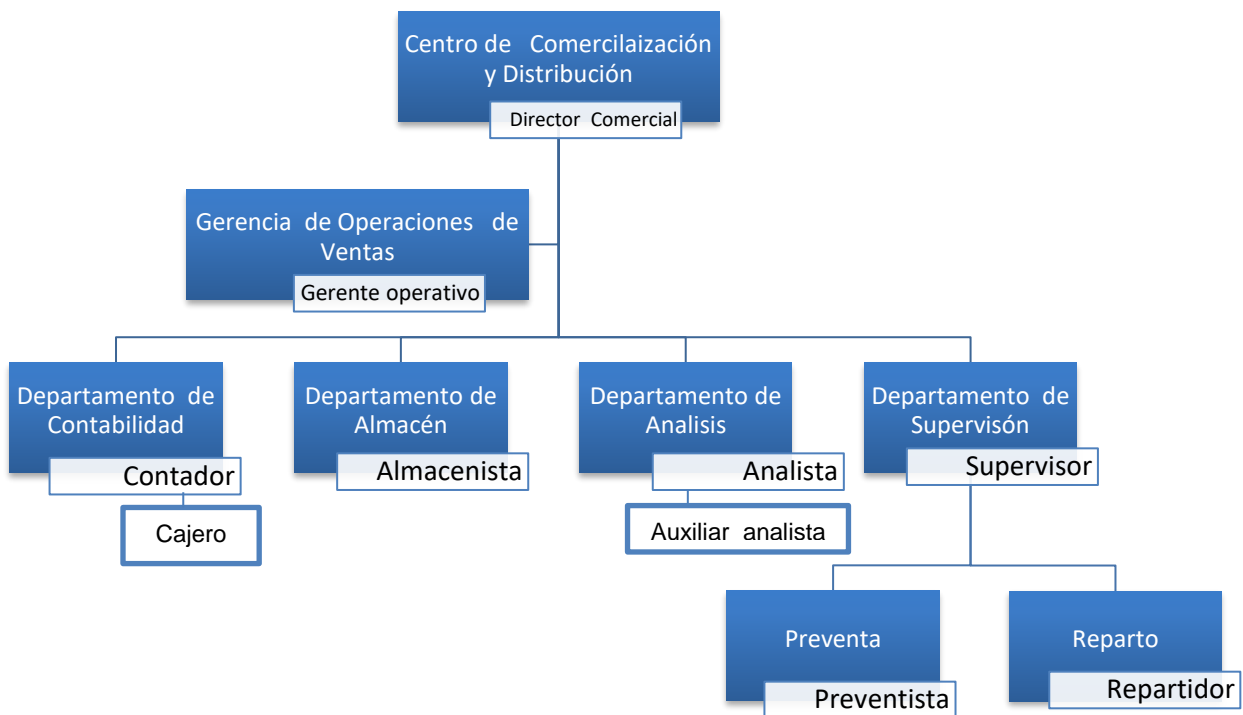 Centro de Comercilaización
y Distribución
Director Comercial
Gerencia de Operaciones de
Ventas
Gerente operativo
Departamento de
Contabilidad
Contador
Cajero
Departamento de
Almacén
Almacenista
Departamento de
Analisis
Analista
Auxiliar analista
Departamento de
Supervisón
Supervisor
Preventa
Preventista
Reparto
Repartidor